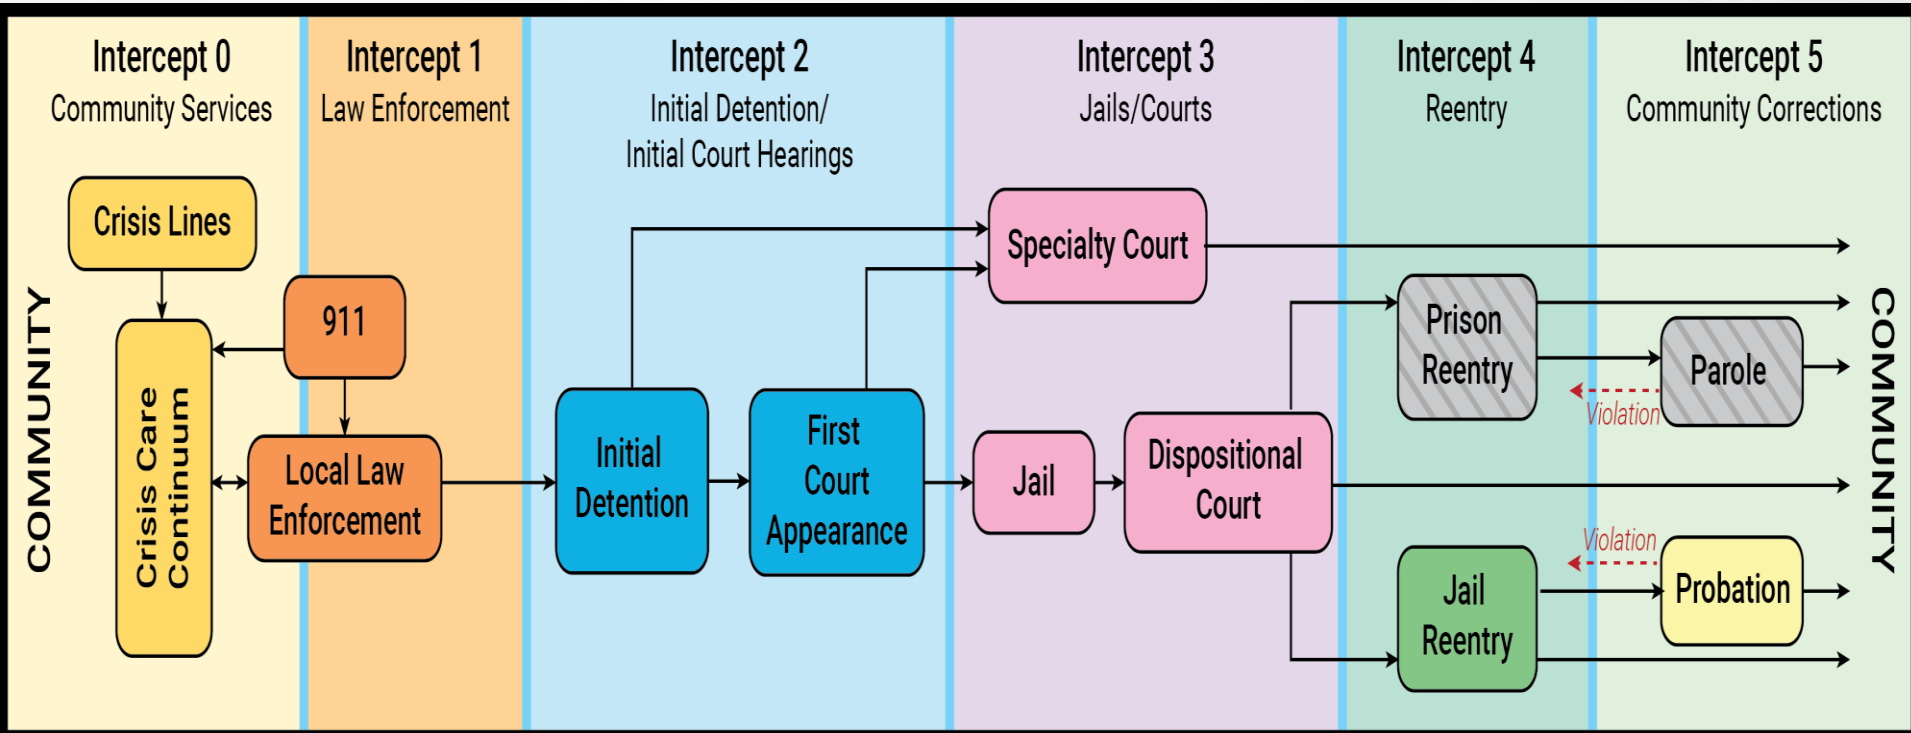 Intercept 0
Community Services
Intercept 1
Law Enforcement
Intercept 2
Initial Detention/
Initial Court Hearings
Intercept 3
Jails/Courts
Intercept 4
Reentry
Intercept 5
Community Corrections
COMMUNITY
Crisis Lines
Crisis Care
Continuum
911
Local Law
Enforcement
Initial
Detention
First
Court
Appearance
Specialty Court
Jail
Dispositional
Court
Prison
Reentry
Jail
Reentry
Parole
Violation
Violation
Probation
COMMUNITY